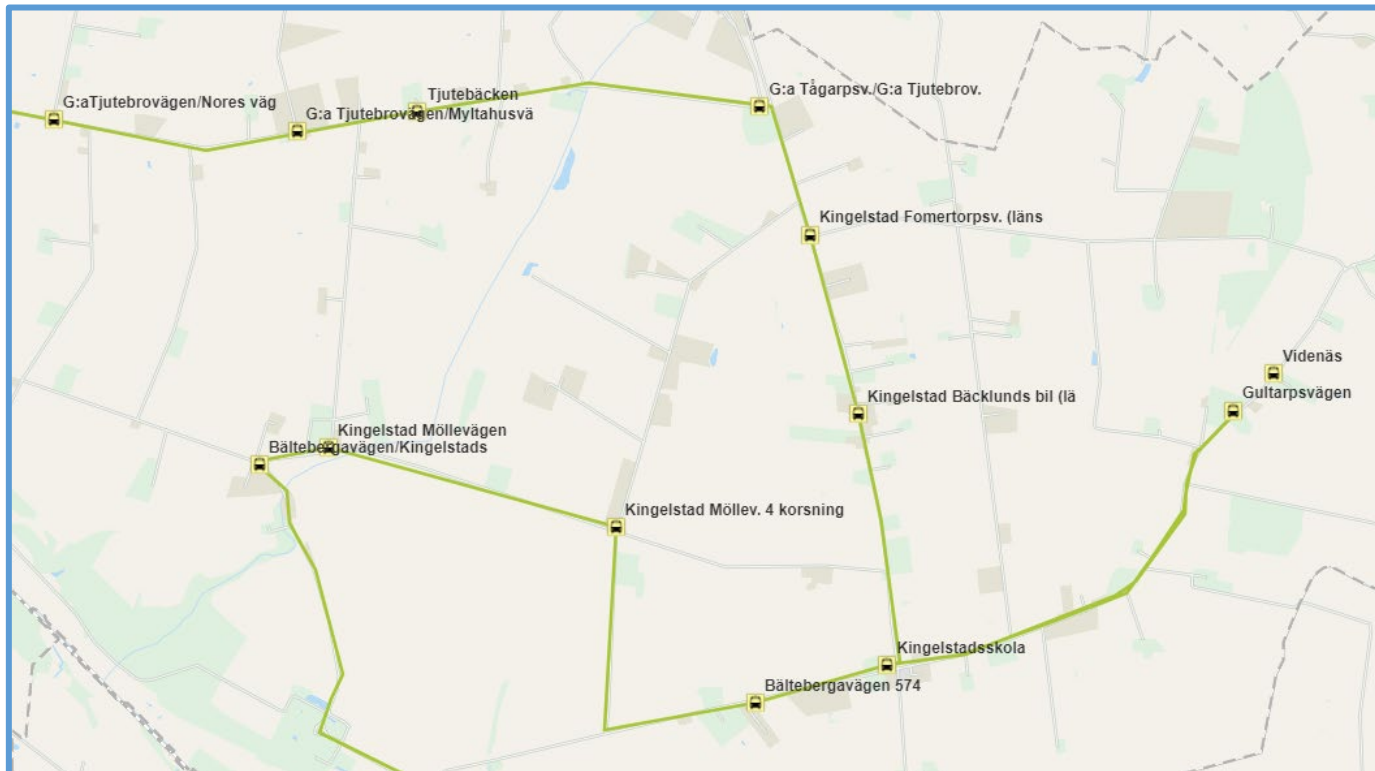 Tjutebäcken
G:aTjutebrovägen/Nores väg
G:a Tjutebrovägen/Myltahusvä
G:a Tågarpsv./G:a Tjutebrov.
Kingelstad Fomertorpsv. (läns
Videnäs
Gultarpsvägen
Kingelstad Bäcklunds bil (lä
Kingelstad Möllevägen
Bältebergavägen/Kingelstads
Kingelstad Möllev. 4 korsning
Kingelstadsskola
Bältebergavägen 574